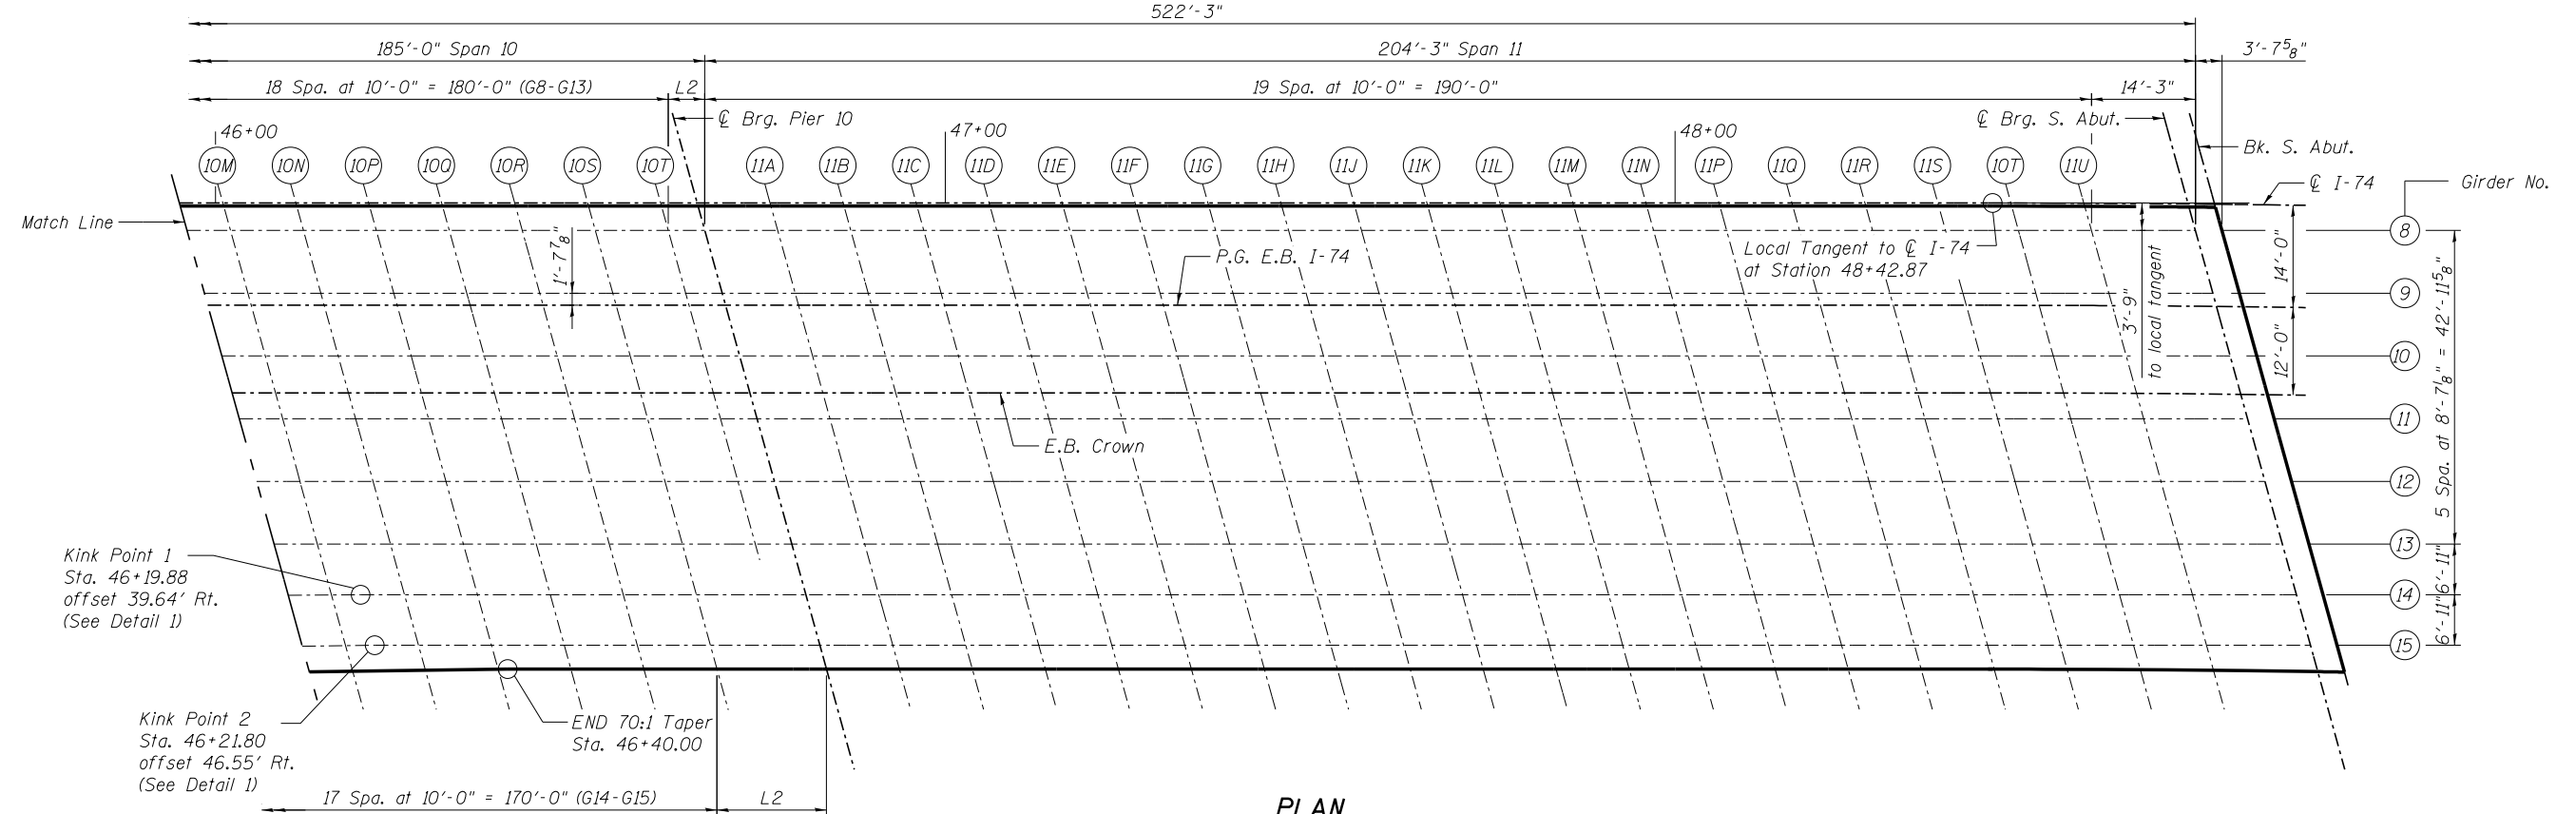 522'-3"
185'-0" Span 10
204'-3" Span 11
3'-7 5/8"
18 Spa. at 10'-0" = 180'-0" (G8-G13)
L2
19 Spa. at 10'-0" = 190'-0"
14'-3"
℄ Brg. Pier 10
℄ Brg. S. Abut.
46+00
47+00
48+00
Bk. S. Abut.
10M
10N
10P
10Q
10R
10S
10T
11A
11B
11C
11D
11E
11F
11G
11H
11J
11K
11L
11M
11N
11P
11Q
11R
11S
10T
11U
℄ I-74
Girder No.
Match Line
8
1'-7 7/8"
P.G. E.B. I-74
Local Tangent to ℄ I-74
at Station 48+42.87
3'-9"
to local tangent
14'-0"
12'-0"
5 Spa. at 8'-7 1/8" = 42'-11 5/8"
9
10
11
E.B. Crown
12
13
Kink Point 1
Sta. 46+19.88
offset 39.64' Rt.
(See Detail 1)
6'-11"
14
6'-11"
15
Kink Point 2
Sta. 46+21.80
offset 46.55' Rt.
(See Detail 1)
END 70:1 Taper
Sta. 46+40.00
17 Spa. at 10'-0" = 170'-0" (G14-G15)
L2
PLAN